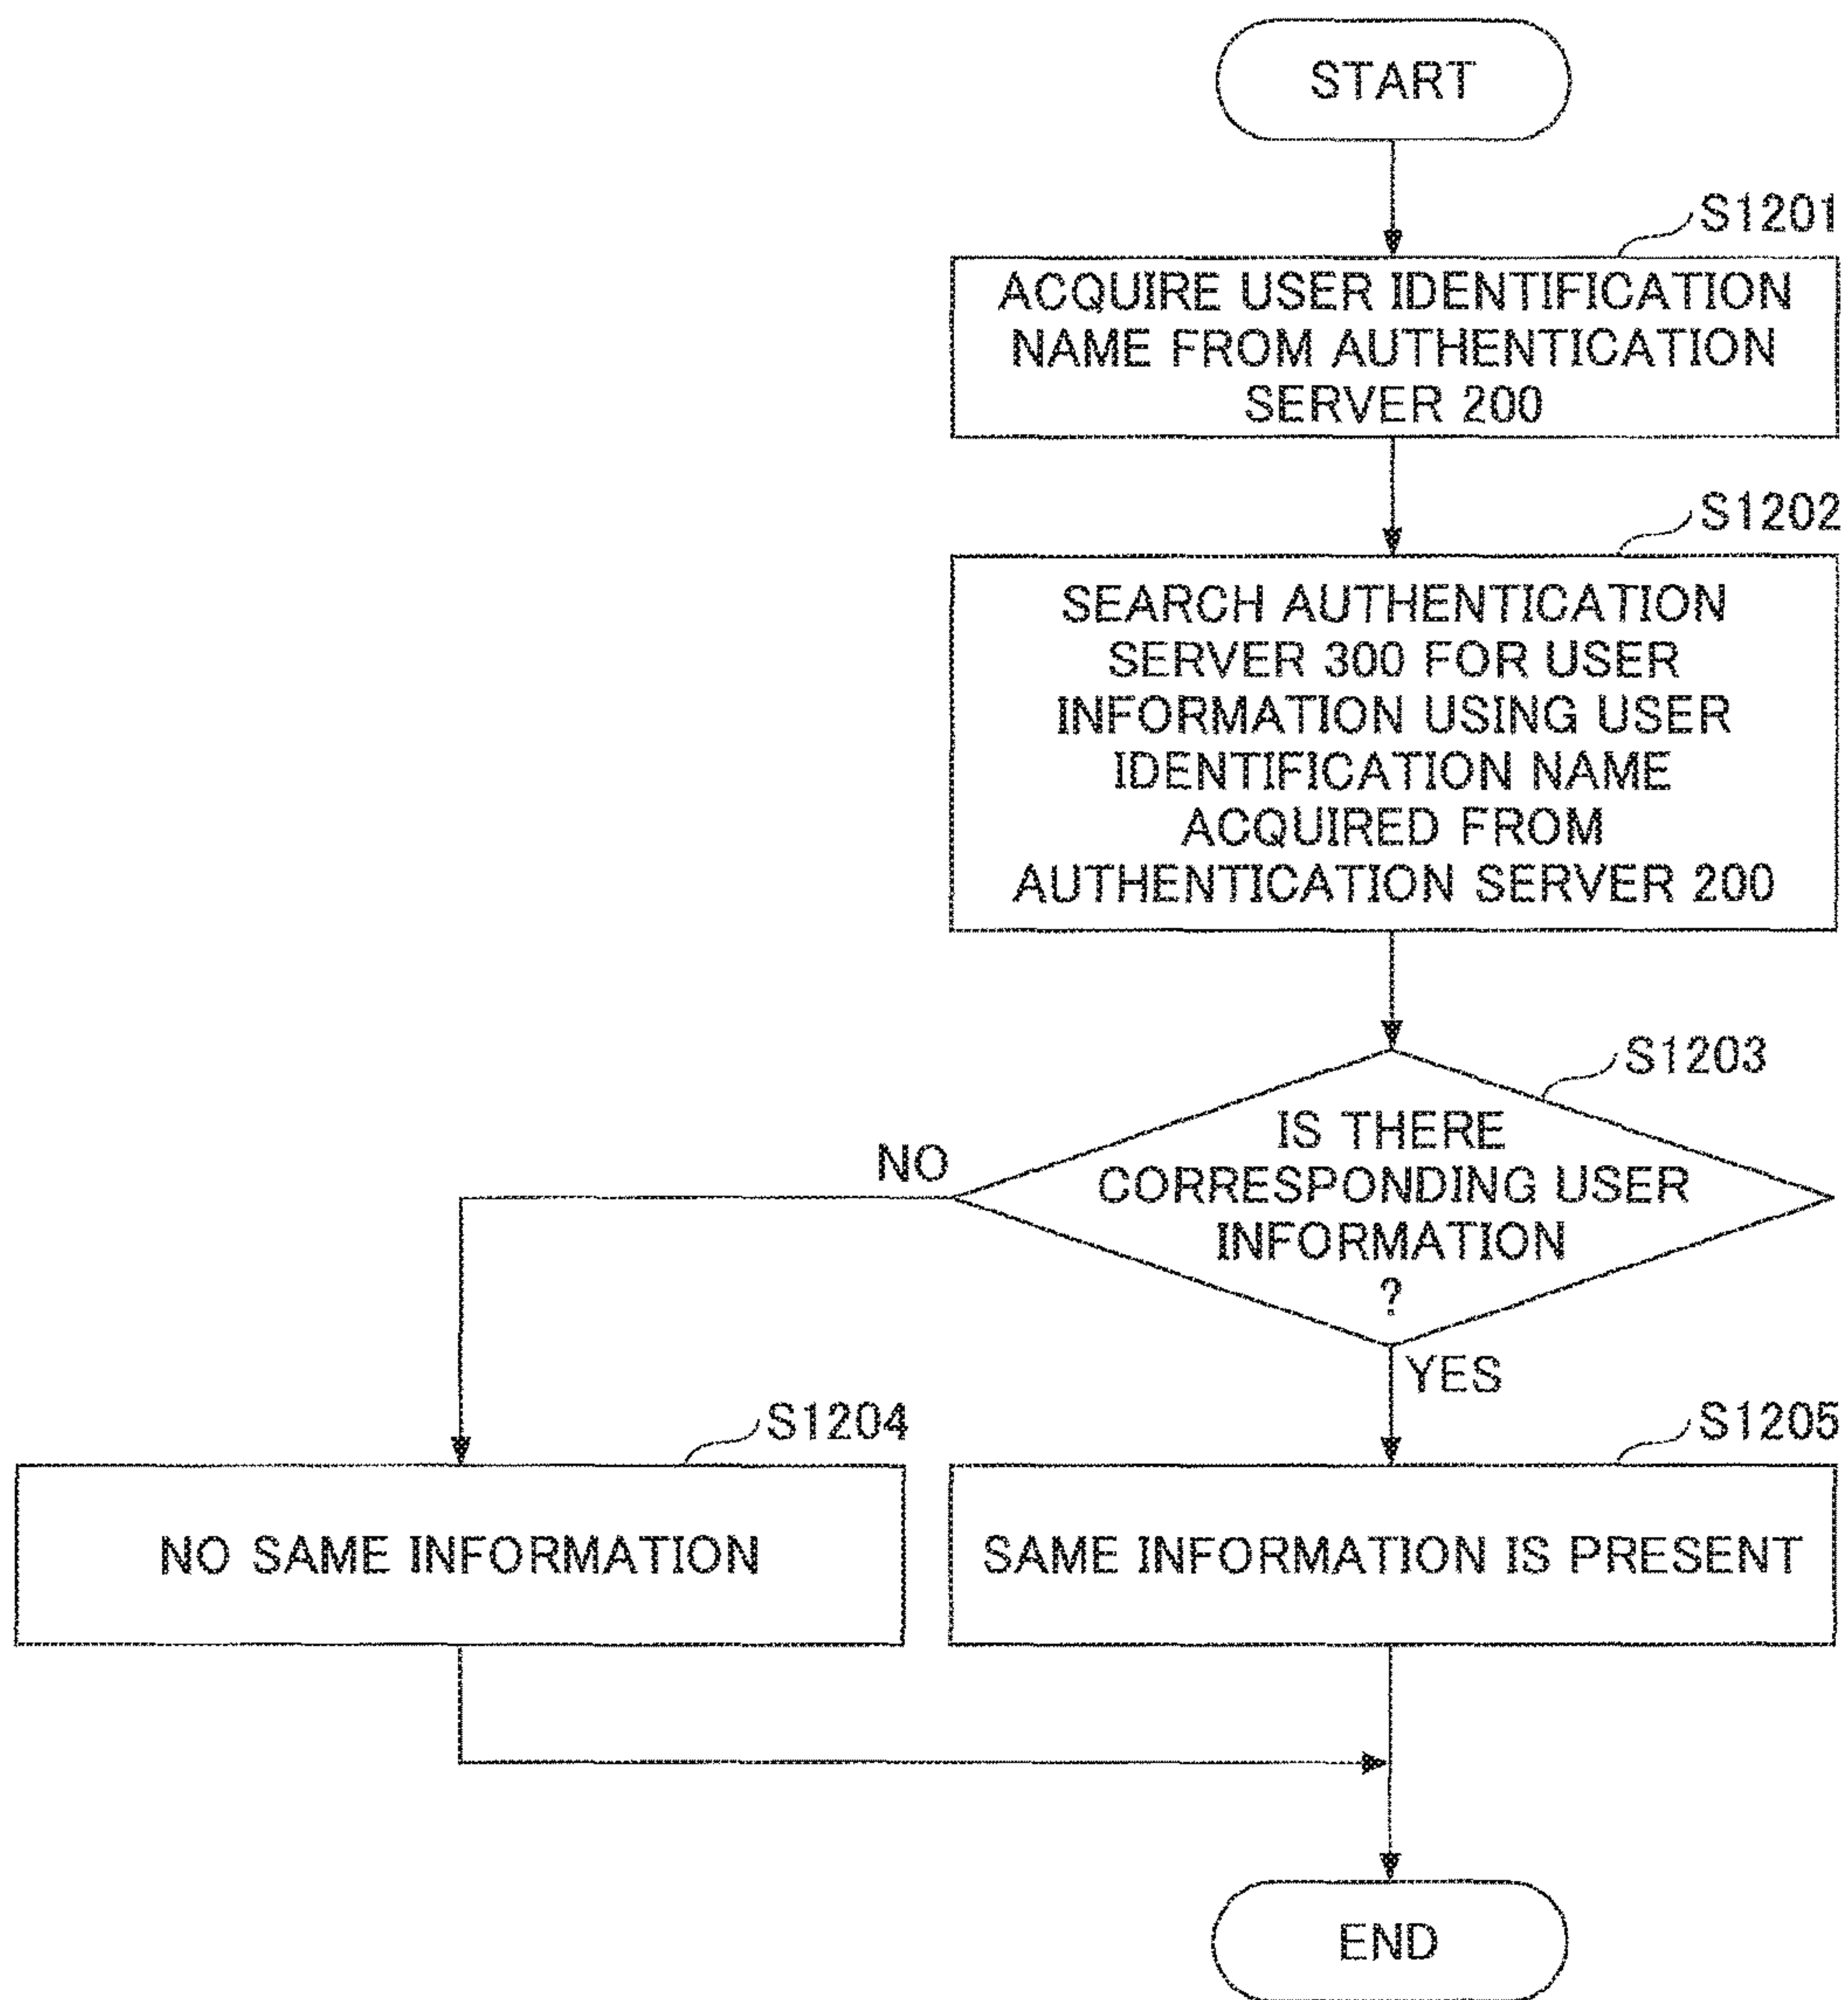 START
S1201
ACQUIRE USER IDENTIFICATION
NAME FROM AUTHENTICATION
SERVER 200
S1202
SEARCH AUTHENTICATION
SERVER 300 FOR USER
INFORMATION USING USER
IDENTIFICATION NAME
ACQUIRED FROM
AUTHENTICATION SERVER 200
S1203
IS THERE
CORRESPONDING USER
INFORMATION
?
NO
YES
S1204
NO SAME INFORMATION
S1205
SAME INFORMATION IS PRESENT
END